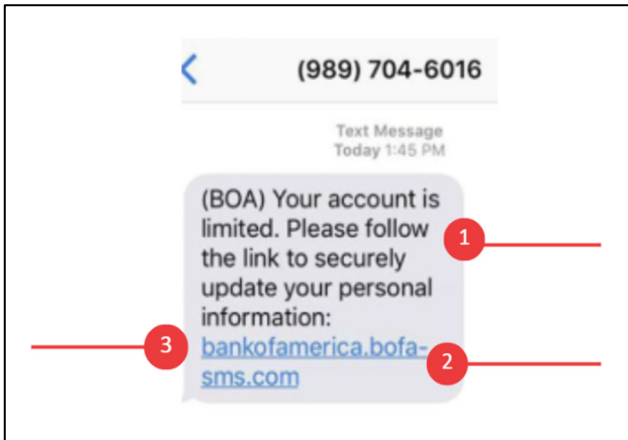 (989) 704-6016
Text Message
Today 1:45 PM
(BOA) Your account is
limited. Please follow
1
the link to securely
update your personal
information:
3
bankofamerica.bofa-
2
sms.com